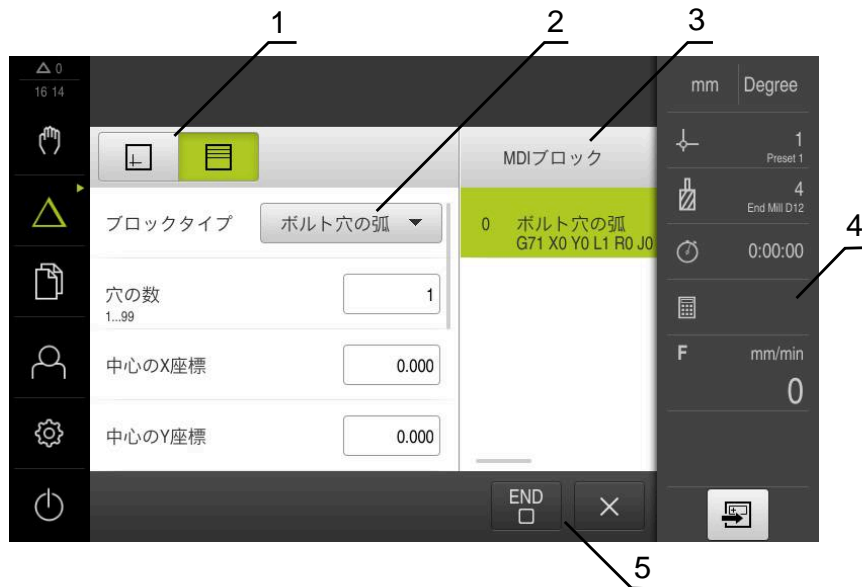 1
2
3
0
16 14
mm Degree
1
Preset 1
MDIブロック
4
End Mill D12
4
ブロックタイプ ボルト穴の弧
0 ボルト穴の弧
G71 X0 Y0 L1 R0 J0
0:00:00
穴の数 1
1...99
中心のX座標 0.000
F mm/min
0
中心のY座標 0.000
END
5